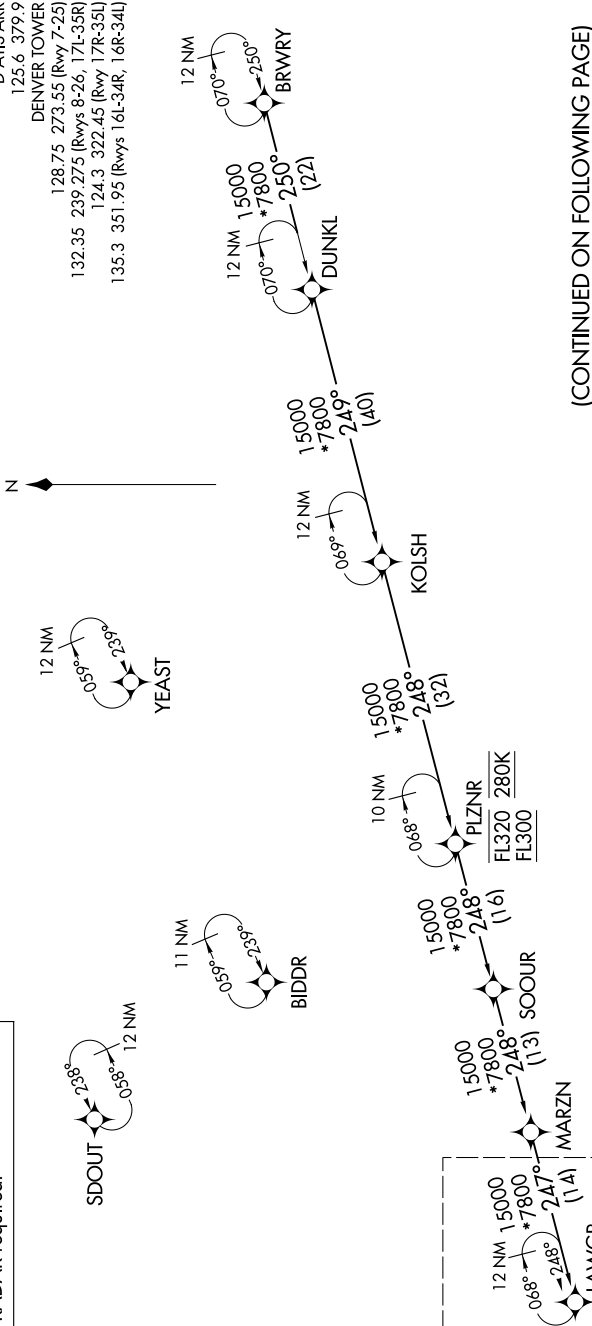 D-ATIS ARR
125.6 379.9
DENVER TOWER
128.75 273.55 (Rwy 7-25)
132.35 239.275 (Rwys 8-26, 17L-35R)
124.3 322.45 (Rwy 17R-35L)
135.3 351.95 (Rwys 16L-34R, 16R-34L)
N
12 NM
070°
250°
BRWRY
15000
*7800
250°
(22)
12 NM
070°
DUNKL
15000
*7800
249°
(40)
12 NM
069°
KOLSH
12 NM
059°
239°
YEAST
15000
*7800
248°
(32)
10 NM
068°
PLZNR
FL320 280K
FL300
11 NM
059°
239°
BIDDR
15000
*7800
248°
(16)
SOOUR
12 NM
238°
058°
SDOUT
15000
*7800
248°
(13)
MARZN
15000
*7800
247°
(14)
12 NM
068°
248°
RADAR required.
(CONTINUED ON FOLLOWING PAGE)